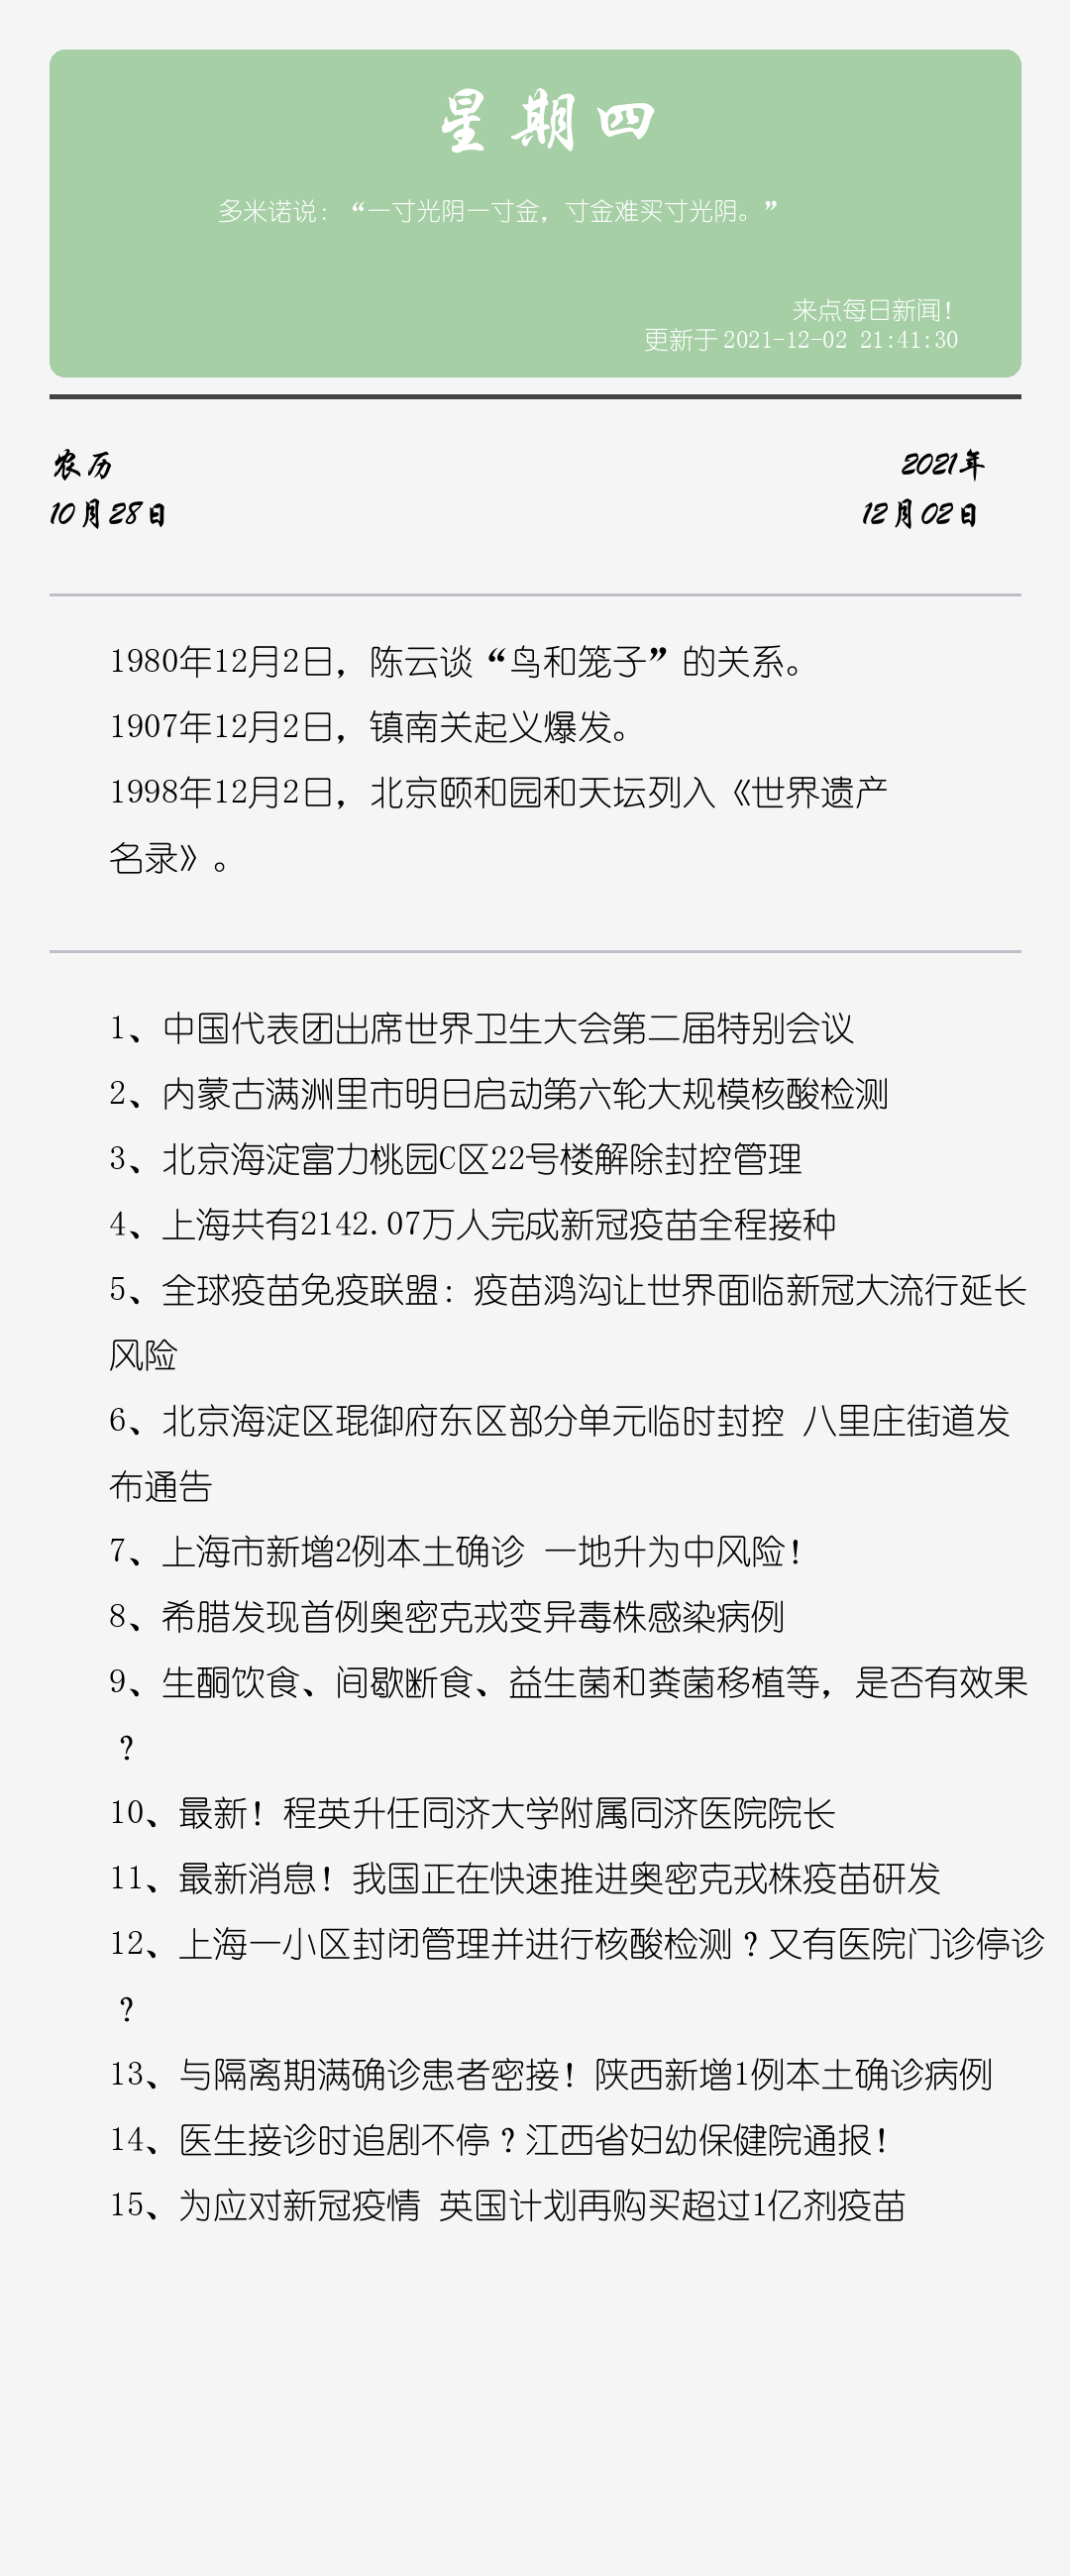 星期四
多米诺说：“一寸光阴一寸金，寸金难买寸光阴。”
来点每日新闻！
更新于 2021-12-02 21:41:30
农历
2021年
10月28日
12月02日
1980年12月2日，陈云谈“鸟和笼子”的关系。
1907年12月2日，镇南关起义爆发。
1998年12月2日，北京颐和园和天坛列入《世界遗产
名录》。
1、中国代表团出席世界卫生大会第二届特别会议
2、内蒙古满洲里市明日启动第六轮大规模核酸检测
3、北京海淀富力桃园C区22号楼解除封控管理
4、上海共有2142.07万人完成新冠疫苗全程接种
5、全球疫苗免疫联盟：疫苗鸿沟让世界面临新冠大流行延长
风险
6、北京海淀区琨御府东区部分单元临时封控 八里庄街道发
布通告
7、上海市新增2例本土确诊 一地升为中风险！
8、希腊发现首例奥密克戎变异毒株感染病例
9、生酮饮食、间歇断食、益生菌和粪菌移植等，是否有效果
？
10、最新！程英升任同济大学附属同济医院院长
11、最新消息！我国正在快速推进奥密克戎株疫苗研发
12、上海一小区封闭管理并进行核酸检测？又有医院门诊停诊
？
13、与隔离期满确诊患者密接！陕西新增1例本土确诊病例
14、医生接诊时追剧不停？江西省妇幼保健院通报！
15、为应对新冠疫情 英国计划再购买超过1亿剂疫苗